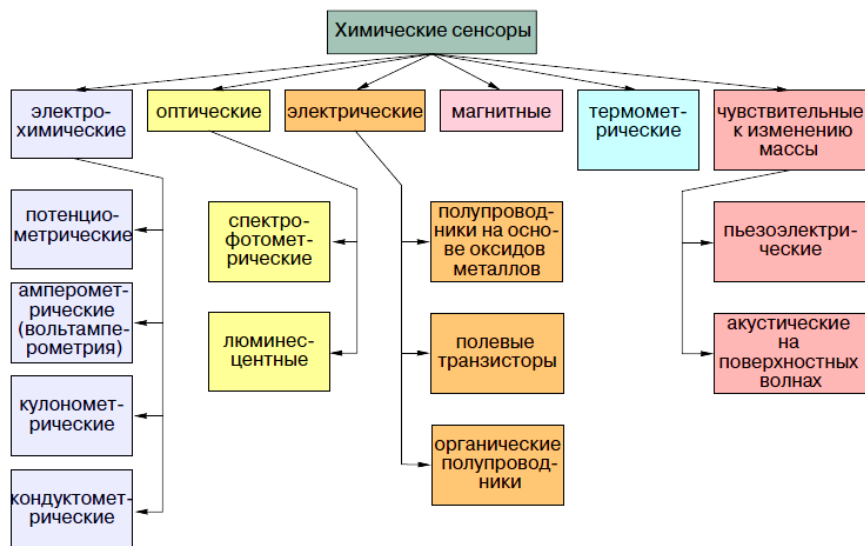 Химические сенсоры
электро-
химические
оптические
электрические
магнитные
термомет-
рические
чувствительные
к изменению
массы
потенцио-
метрические
амперомет-
рические
(вольтампе-
рометрия)
кулономет-
рические
кондуктомет-
рические
спектро-
фотомет-
рические
люминес-
центные
полупровод-
ники на осно-
ве оксидов
металлов
полевые
транзисторы
органические
полупровод-
ники
пьезоэлектри-
ческие
акустические
на
поверхностных
волнах